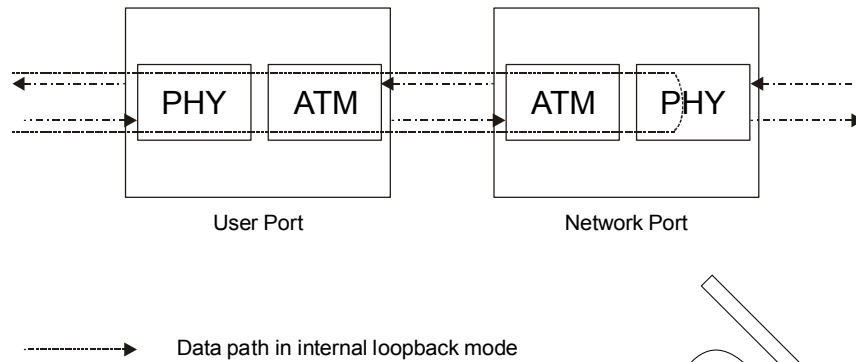 PHY ATM ATM PHY
User Port Network Port
Data path in internal loopback mode